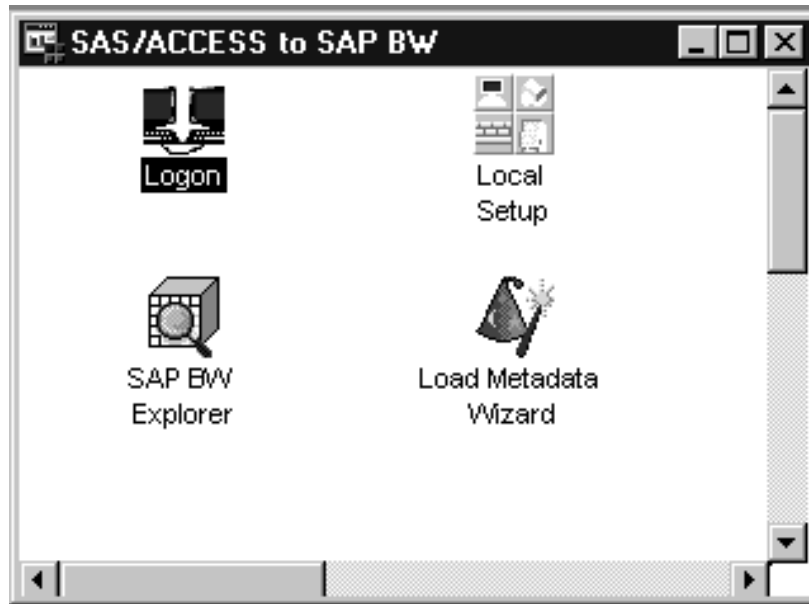 SAS/ACCESS to SAP BW
Logon
Local
Setup
SAP BW
Explorer
Load Metadata
Wizard